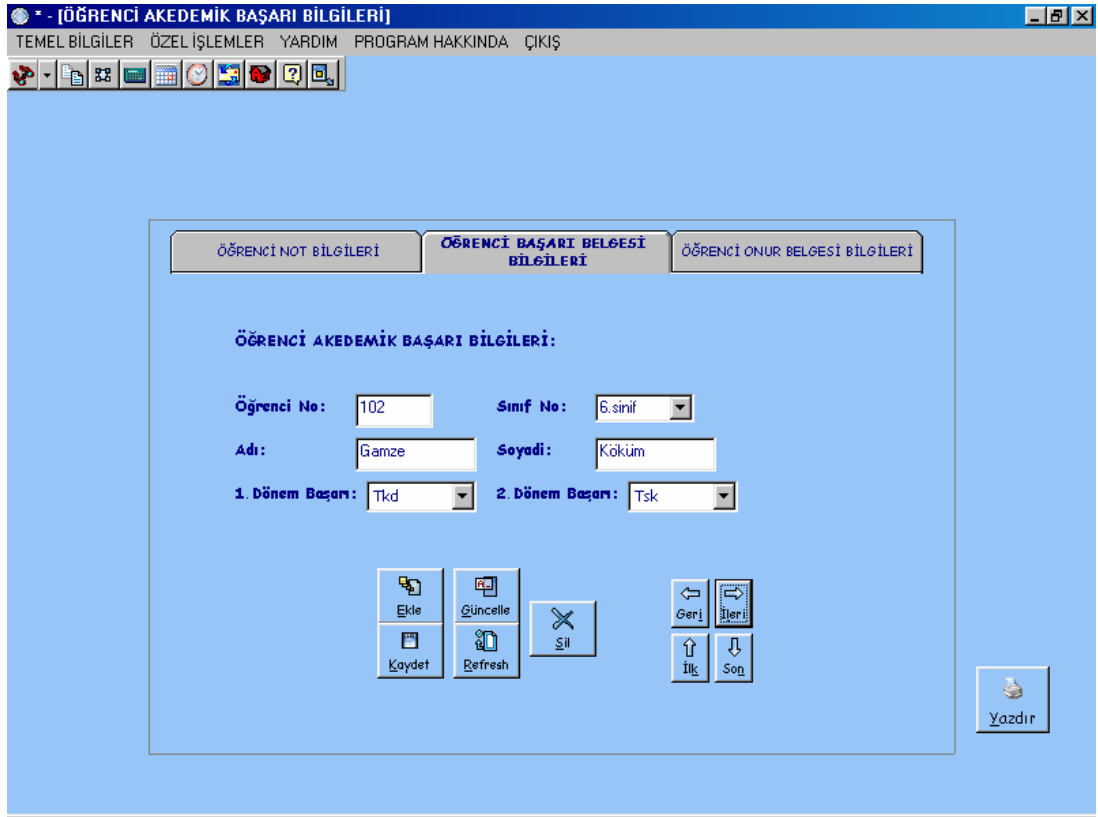 * - [ÖĞRENCİ AKEDEMİK BAŞARI BİLGİLERİ]
TEMEL BİLGİLER ÖZEL İŞLEMLER YARDIM PROGRAM HAKKINDA ÇIKIŞ
ÖĞRENCİ NOT BİLGİLERİ
ÖĞRENCİ BAŞARI BELGESİ
BİLGİLERİ
ÖĞRENCİ ONUR BELGESİ BİLGİLERİ
ÖĞRENCİ AKEDEMİK BAŞARI BİLGİLERİ:
Öğrenci No: 102 Sınıf No: 6.sinif
Adı: Gamze Soyadi: Köküm
1. Dönem Başarı: Tkd 2. Dönem Başarı: Tsk
Ekle Güncelle
Sil
Kaydet Refresh
Geri İleri
İlk Son
Yazdır